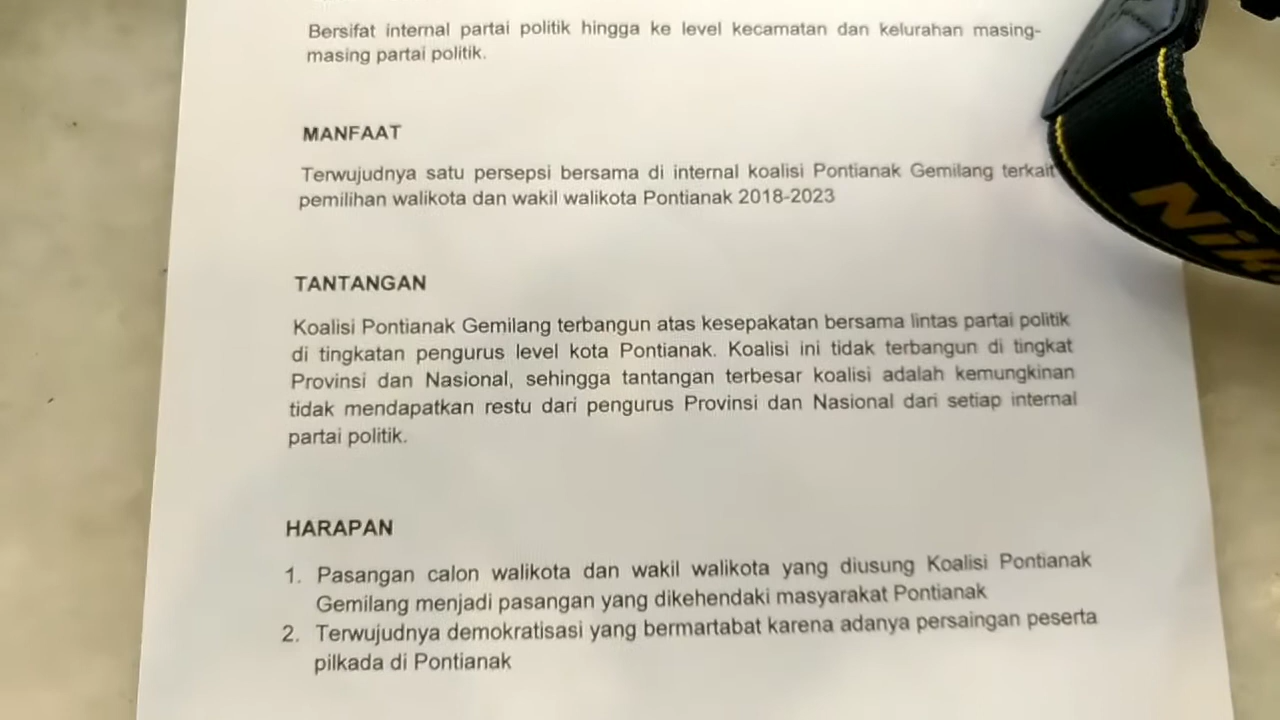 Bersifat internal partai politik hingga ke level kecamatan dan kelurahan masing-
masing partai politik.
MANFAAT
Terwujudnya satu persepsi bersama di internal koalisi Pontianak Gemilang terkait
pemilihan walikota dan wakil walikota Pontianak 2018-2023
TANTANGAN
Koalisi Pontianak Gemilang terbangun atas kesepakatan bersama lintas partai politik
di tingkatan pengurus level kota Pontianak. Koalisi ini tidak terbangun di tingkat
Provinsi dan Nasional, sehingga tantangan terbesar koalisi adalah kemungkinan
tidak mendapatkan restu dari pengurus Provinsi dan Nasional dari setiap internal
partai politik.
HARAPAN
1. Pasangan calon walikota dan wakil walikota yang diusung Koalisi Pontianak
Gemilang menjadi pasangan yang dikehendaki masyarakat Pontianak
2. Terwujudnya demokratisasi yang bermartabat karena adanya persaingan peserta
pilkada di Pontianak